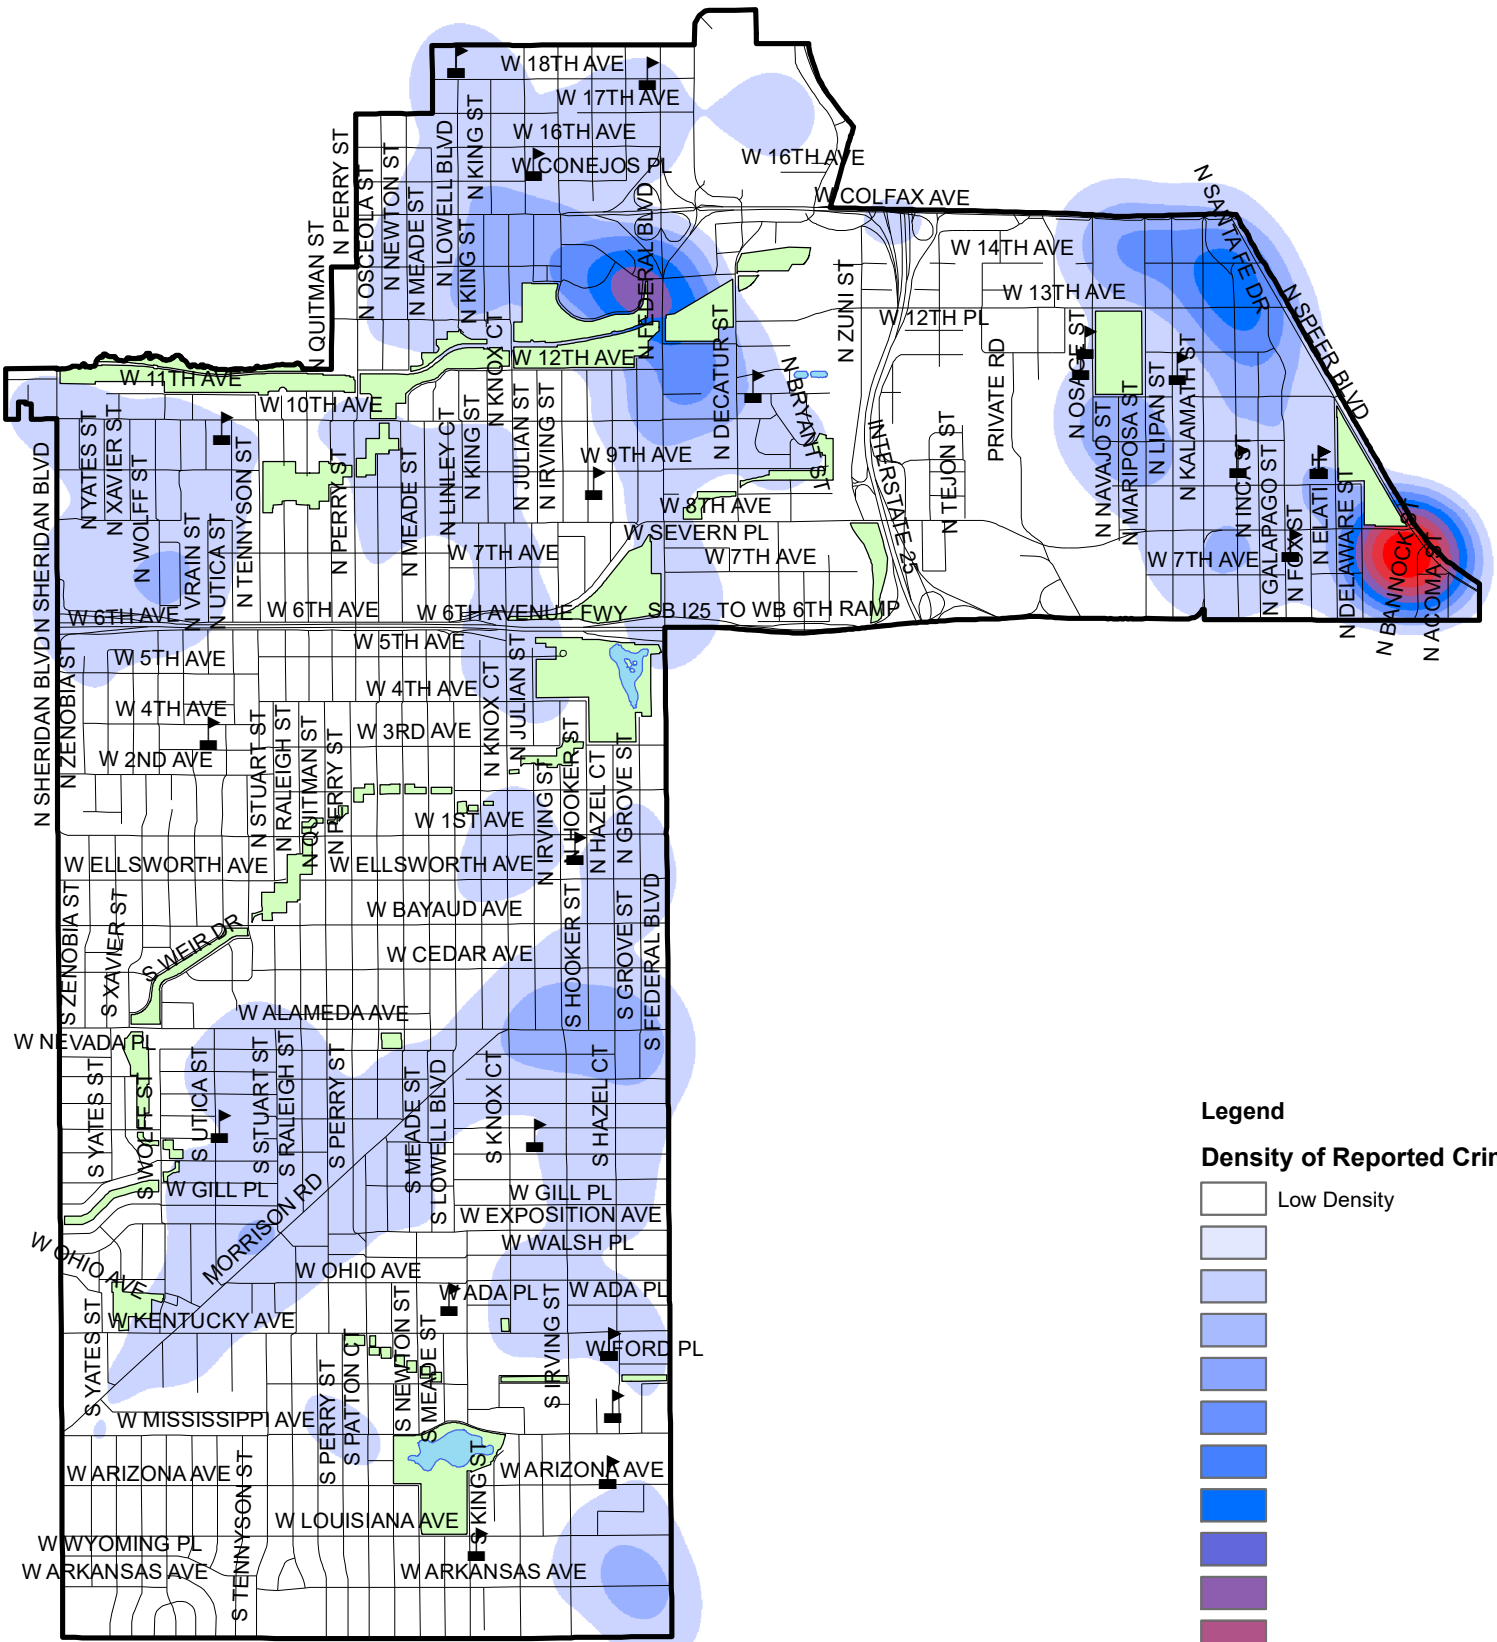 W 18TH AVE
W 17TH AVE
W 16TH AVE
W CONEJOS PL
W 16TH AVE
W COLFAX AVE
N PERRY ST
N OSCEOLA ST
N NEWTON ST
N MEADE ST
N LOWELL BLVD
N KING ST
N KING ST
N FEDERAL BLVD
N SANTA FE DR
W 14TH AVE
N QUITMAN ST
W 13TH AVE
N SPEER BLVD
W 12TH PL
N ZUNI ST
N KNOX CT
W 12TH AVE
N DECATUR ST
N OSAGE ST
PRIVATE RD
W 11TH AVE
N BRYANT ST
W 10TH AVE
N KALAMATH ST
N LIPAN ST
N MARIPOSA ST
N NAVAJO ST
N YATES ST
N XAVIER ST
N WOLFF ST
N VRAIN ST
N UTICA ST
N TENNYSON ST
N PERRY ST
N MEADE ST
N LINLEY CT
N KING ST
N JULIAN ST
N IRVING ST
W 9TH AVE
INTERSTATE 25
N TEJON ST
N INCA ST
N GALAPAGO ST
N FOX ST
N ELATI ST
N DELAWARE ST
N BANNOCK ST
N ACOMA ST
W 8TH AVE
W SEVERN PL
W 7TH AVE
W 7TH AVE
W 7TH AVE
W 6TH AVE
W 6TH AVE
W 6TH AVENUE FWY
SB I25 TO WB 6TH RAMP
N SHERIDAN BLVDN SHERIDAN BLVD
N ZENOBIA ST
W 5TH AVE
W 5TH AVE
W 4TH AVE
W 4TH AVE
N KNOX CT
N JULIAN ST
W 3RD AVE
W 2ND AVE
N STUART ST
N RALEIGH ST
N QUITMAN ST
N PERRY ST
N IRVING ST
N HOOKER ST
N HAZEL CT
N GROVE ST
W 1ST AVE
W ELLSWORTH AVE
W ELLSWORTH AVE
W BAYAUD AVE
W CEDAR AVE
S ZENOBIA ST
S XAVIER ST
S WEIR DR
S HOOKER ST
S GROVE ST
S FEDERAL BLVD
W ALAMEDA AVE
W NEVADA PL
S YATES ST
S WOLFF ST
S UTICA ST
S STUART ST
S RALEIGH ST
S PERRY ST
S MEADE ST
S LOWELL BLVD
S KNOX CT
S HAZEL CT
W GILL PL
W GILL PL
W EXPOSITION AVE
MORRISON RD
W WALSH PL
W OHIO AVE
W OHIO AVE
W ADA PL
W ADA PL
W KENTUCKY AVE
S YATES ST
S PERRY ST
S PATTON CT
S NEWTON ST
S MEADE ST
S IRVING ST
W FORD PL
W MISSISSIPPI AVE
W ARIZONA AVE
W ARIZONA AVE
S TENNYSON ST
S KING ST
W LOUISIANA AVE
W WYOMING PL
W ARKANSAS AVE
W ARKANSAS AVE
Legend
Density of Reported Crim
Low Density